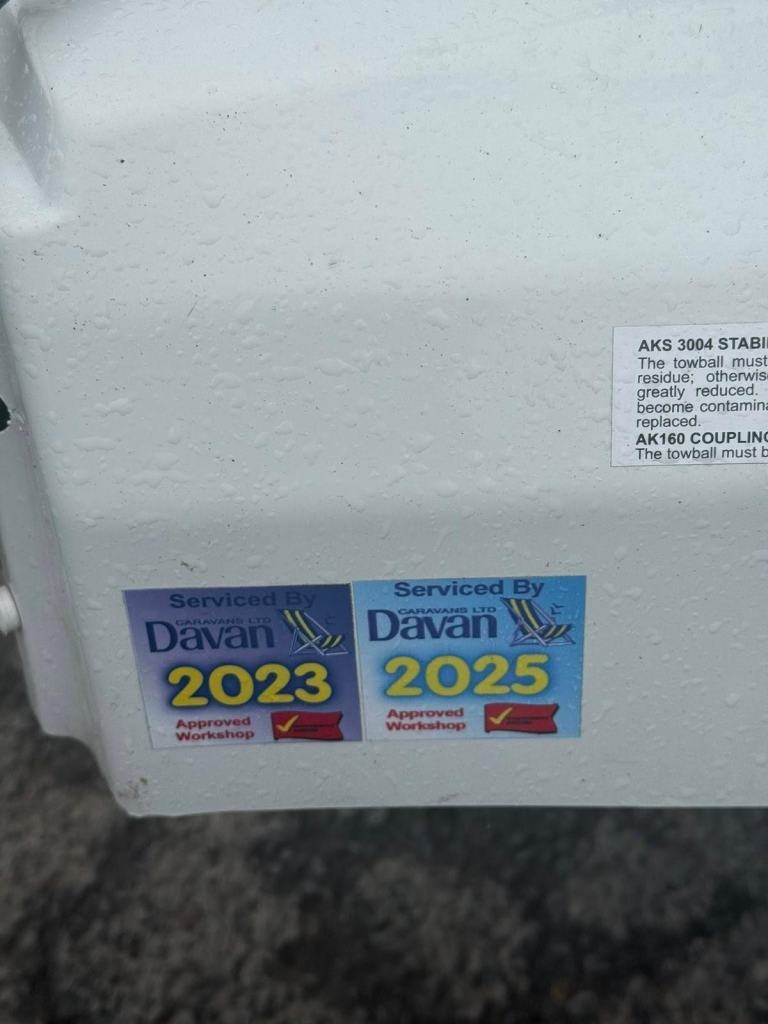 AKS 3004 STABI
The towball must
residue; otherwise
greatly reduced.
become contamina
replaced.
AK160 COUPLING
The towball must b
Serviced By
CARAVANS LTD
Davan
2023
Approved
Workshop
Serviced By
CARAVANS LTD
Davan
2025
Approved
Workshop